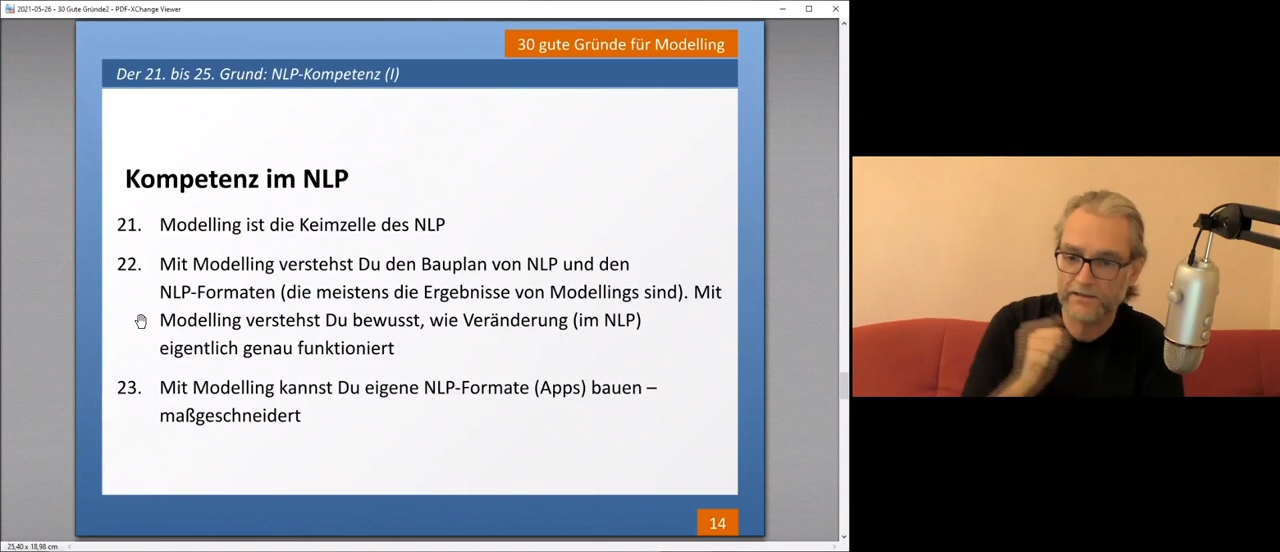 2021-05-26 - 30 Gute Gründe2 - PDF-XChange Viewer
30 gute Gründe für Modelling
Der 21. bis 25. Grund: NLP-Kompetenz (I)
Kompetenz im NLP
21. Modelling ist die Keimzelle des NLP
22. Mit Modelling verstehst Du den Bauplan von NLP und den
NLP-Formaten (die meistens die Ergebnisse von Modellings sind). Mit
Modelling verstehst Du bewusst, wie Veränderung (im NLP)
eigentlich genau funktioniert
23. Mit Modelling kannst Du eigene NLP-Formate (Apps) bauen –
maßgeschneidert
14
25,40 x 18,98 cm